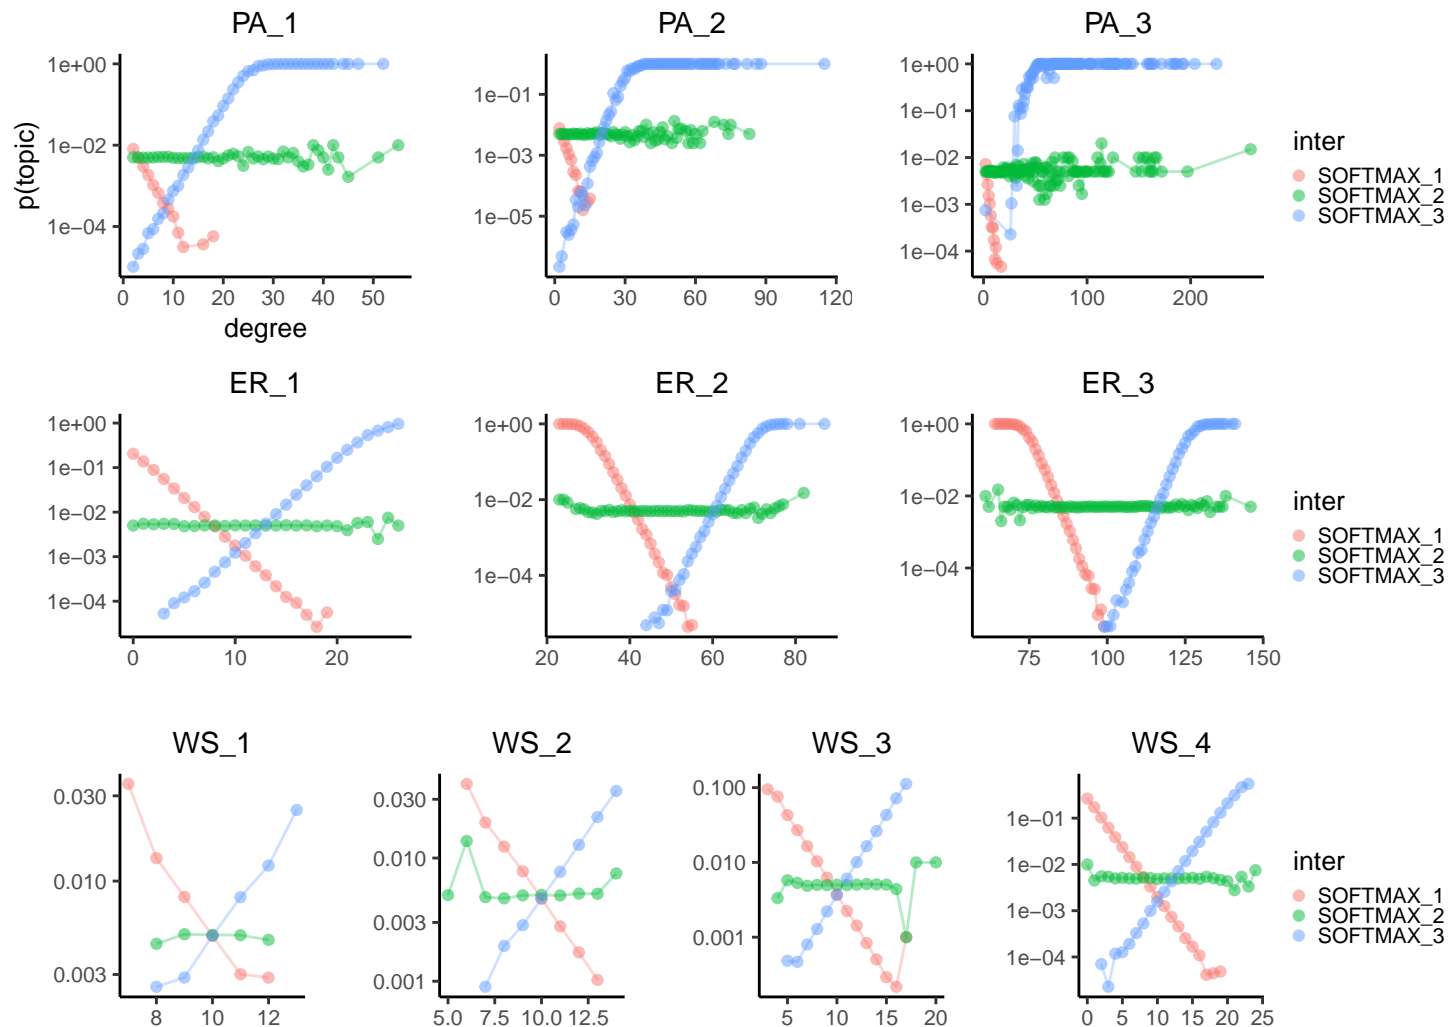 PA_1 PA_2 PA_3
p(topic)
1e+00
1e−02
1e−04
0 10 20 30 40 50
degree
1e−01
1e−03
1e−05
0 30 60 90 120
1e+00
1e−01
1e−02
1e−03
1e−04
0 100 200
inter
SOFTMAX_1
SOFTMAX_2
SOFTMAX_3
ER_1 ER_2 ER_3
1e+00
1e−01
1e−02
1e−03
1e−04
0 10 20
1e+00
1e−02
1e−04
20 40 60 80
1e+00
1e−02
1e−04
75 100 125 150
inter
SOFTMAX_1
SOFTMAX_2
SOFTMAX_3
WS_1 WS_2 WS_3 WS_4
0.030
0.010
0.003
8 10 12
0.030
0.010
0.003
0.001
5.0 7.5 10.0 12.5
0.100
0.010
0.001
5 10 15 20
1e−01
1e−02
1e−03
1e−04
0 5 10 15 20 25
inter
SOFTMAX_1
SOFTMAX_2
SOFTMAX_3